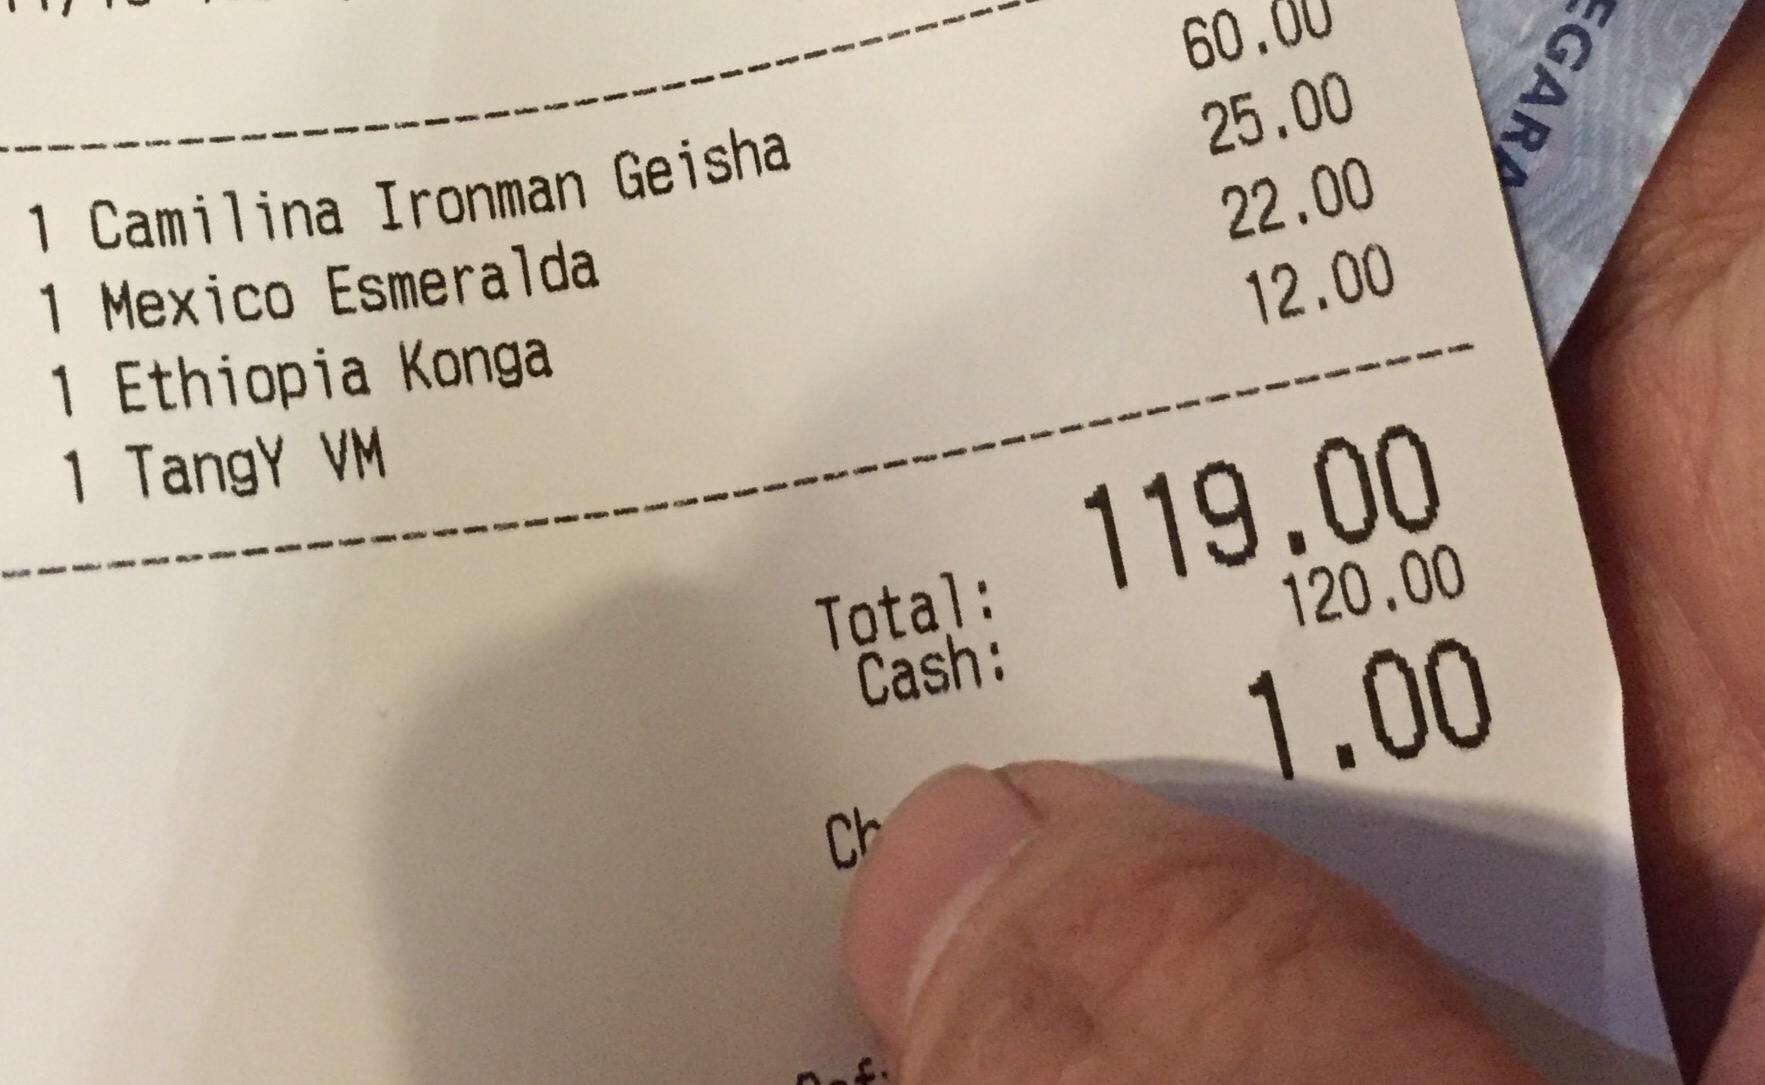 1 Camilina Ironman Geisha 60.00
1 Mexico Esmeralda 25.00
1 Ethiopia Konga 22.00
1 TangY VM 12.00
Total: 119.00
Cash: 120.00
1.00